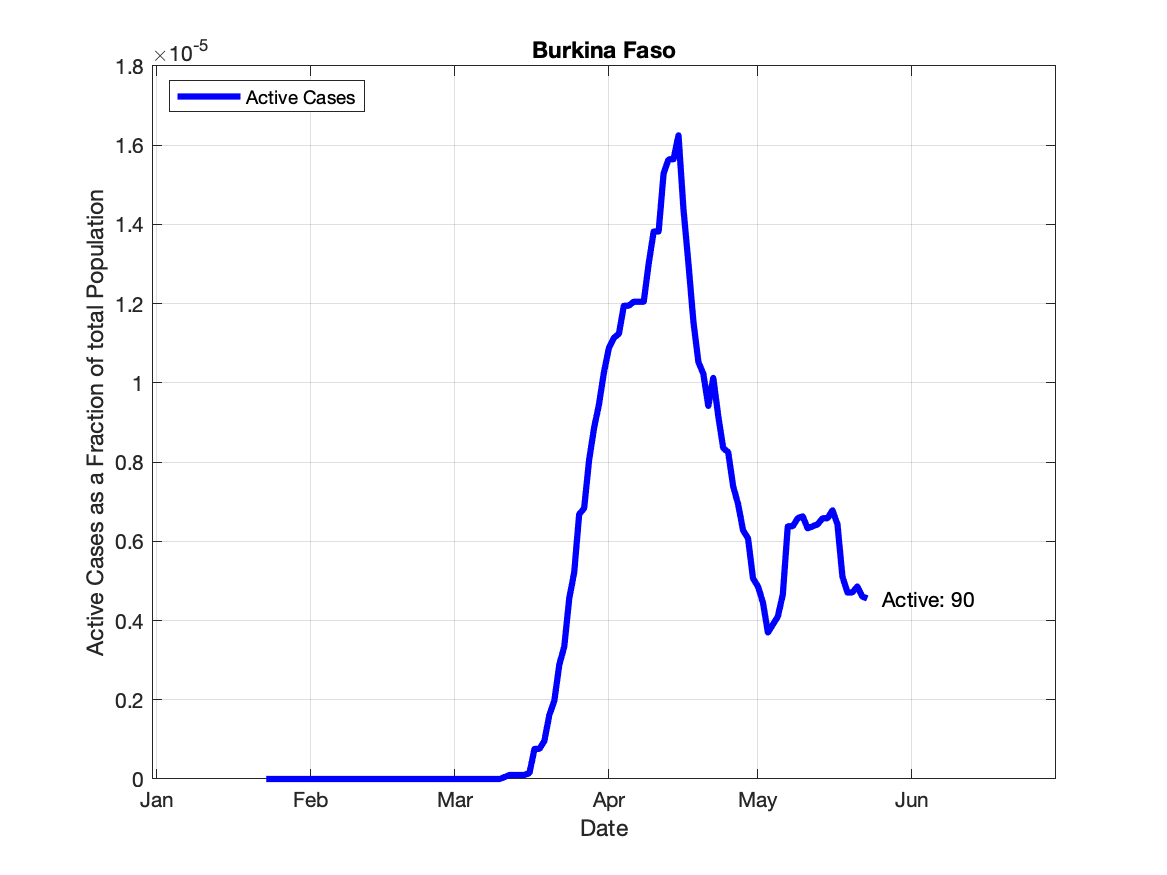 Burkina Faso
×10-5
1.8
1.6
1.4
1.2
1
0.8
0.6
0.4
0.2
0
Active Cases as a Fraction of total Population
Active Cases
Active: 90
Jan Feb Mar Apr May Jun
Date